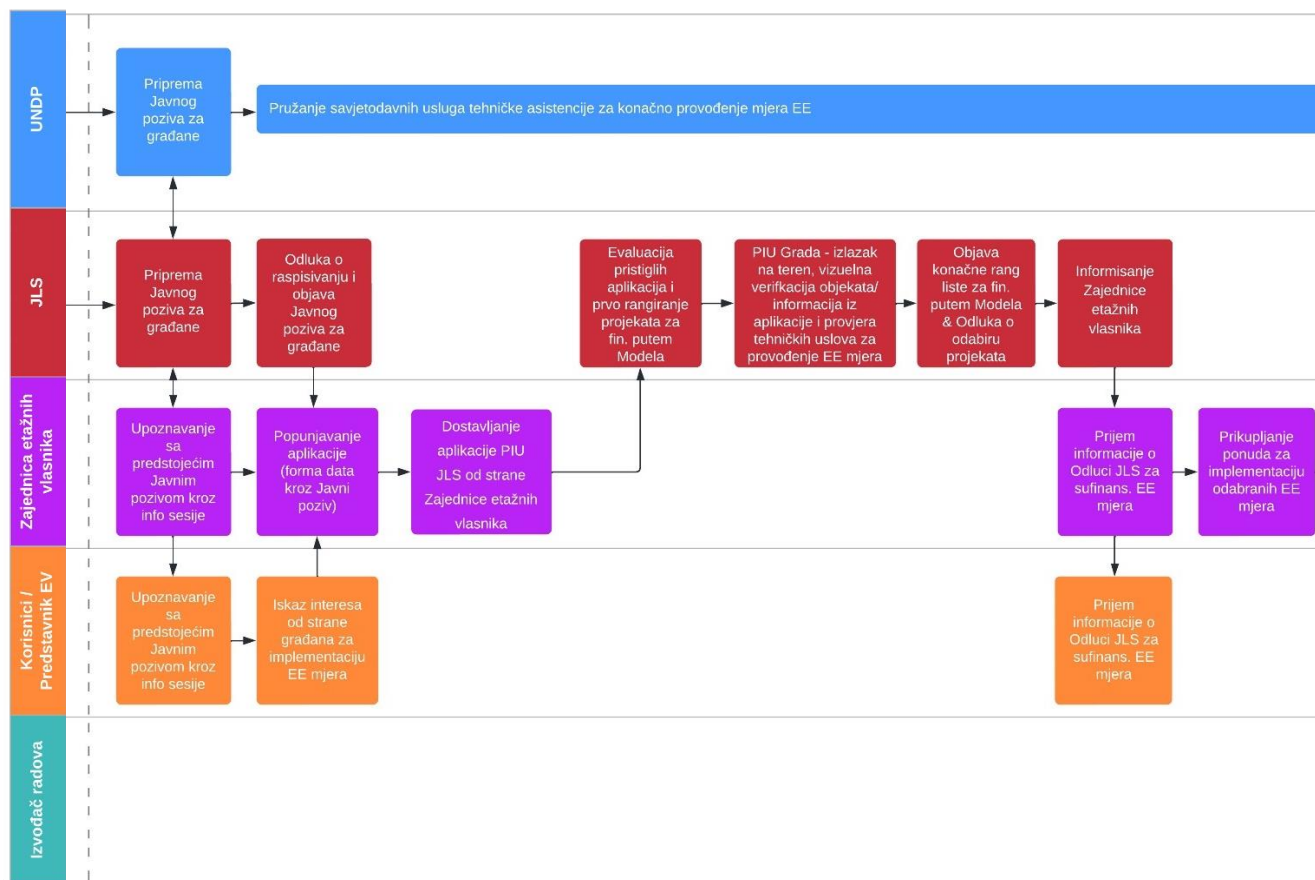 UNDP
Priprema
Javnog
poziva za
građane
Pružanje savjetodavnih usluga tehničke asistencije za konačno provođenje mjera EE
JLS
Priprema
Javnog
poziva za
građane
Odluka o
raspisivanju i
objava
Javnog
poziva za
građane
Evaluacija
pristiglih
aplikacija i
prvo rangiranje
projekata za
fin. putem
Modela
PIU Grada - izlazak
na teren, vizuelna
verifkacija objekata/
informacija iz
aplikacije i provjera
tehničkih uslova za
provođenje EE mjera
Objava
konačne rang
liste za fin.
putem Modela
& Odluka o
odabiru
projekata
Informisanje
Zajednice
etažnih
vlasnika
Zajednica etažnih
vlasnika
Upoznavanje
sa
predstojećim
Javnim
pozivom kroz
info sesije
Popunjavanje
aplikacije
(forma data
kroz Javni
poziv)
Dostavljanje
aplikacije PIU
JLS od strane
Zajednice etažnih
vlasnika
Prijem
informacije o
Odluci JLS za
sufinans. EE
mjera
Prikupljanje
ponuda za
implementaciju
odabranih EE
mjera
Korisnici /
Predstavnik EV
Upoznavanje
sa
predstojećim
Javnim
pozivom kroz
info sesije
Iskaz interesa
od strane
građana za
implementaciju
EE mjera
Prijem
informacije o
Odluci JLS za
sufinans. EE
mjera
Izvođač radova